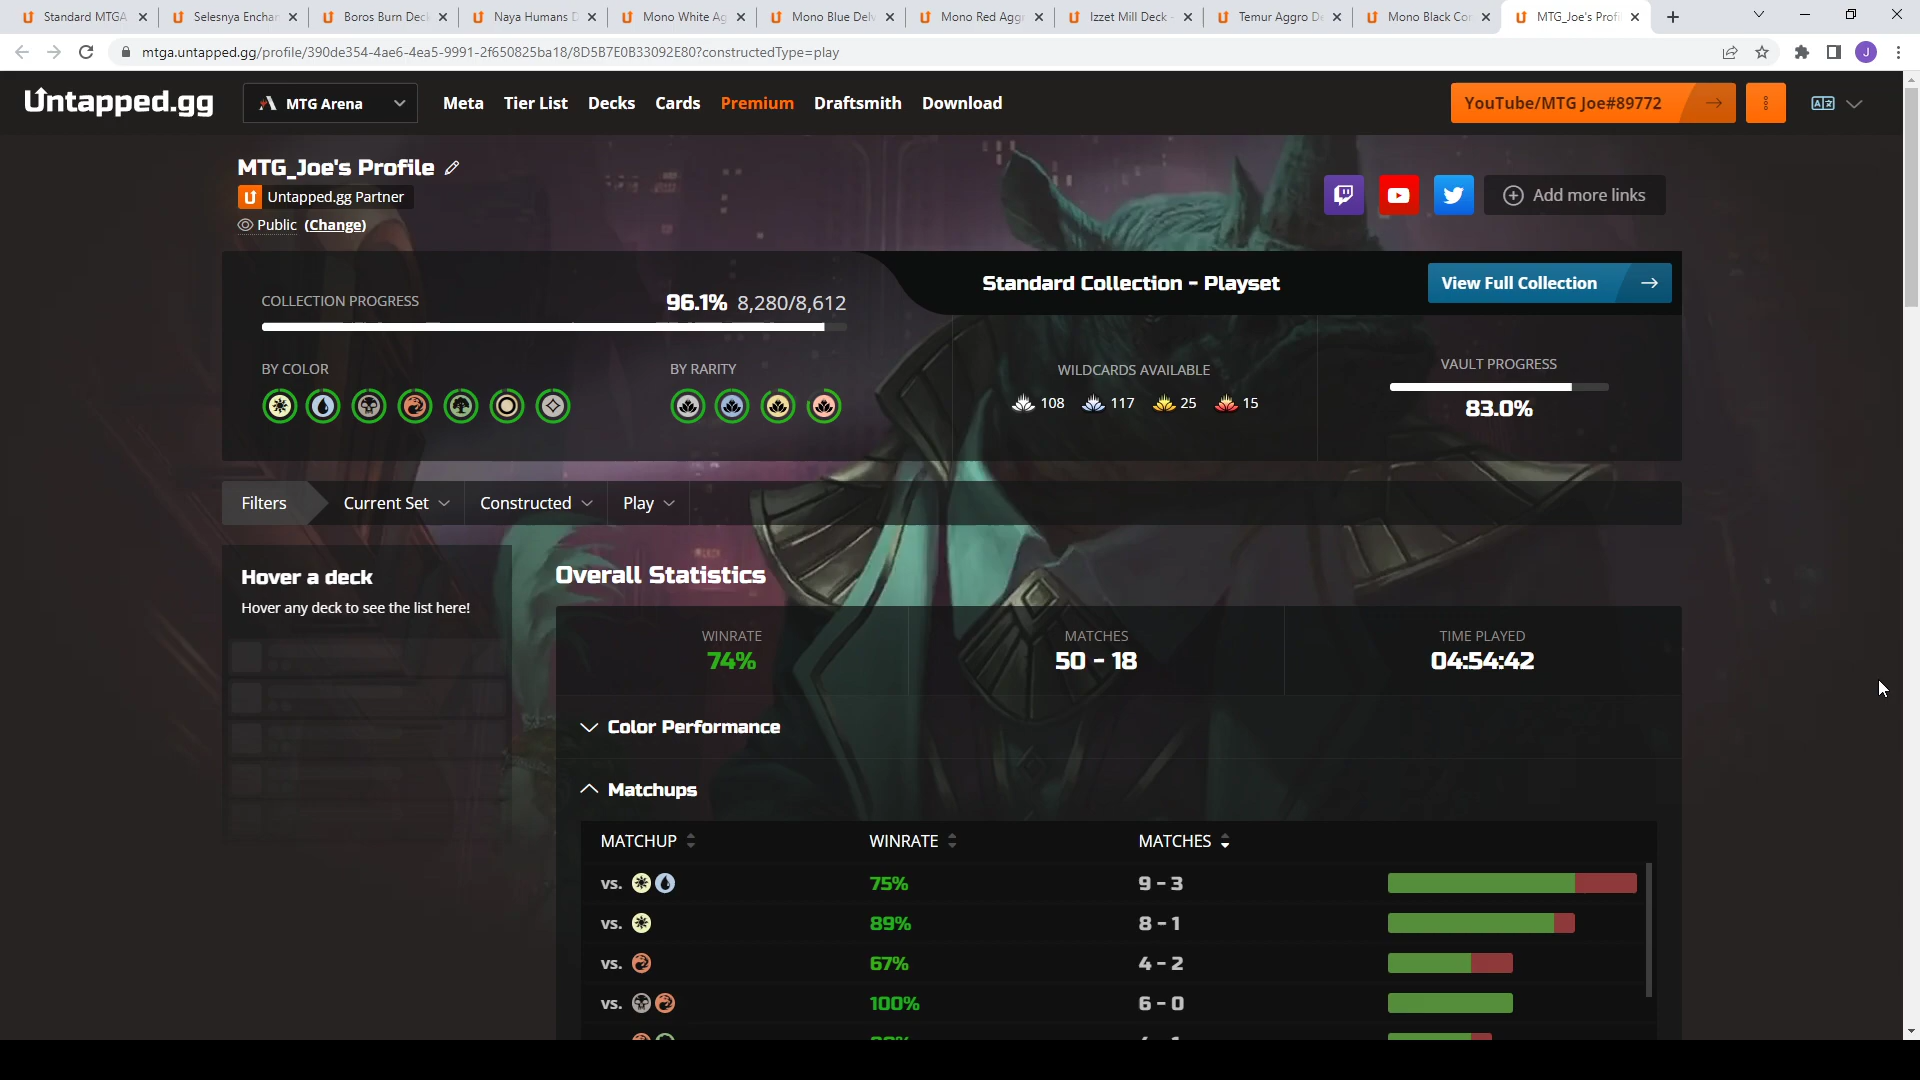 Standard MTGA
Selesnya Enchan
Boros Burn Deck
Naya Humans D
Mono White Ag
Mono Blue Delv
Mono Red Aggr
Izzet Mill Deck -
Temur Aggro De
Mono Black Cor
MTG_Joe's Profil
mtga.untapped.gg/profile/390de354-4ae6-4ea5-9991-2f650825ba18/8D5B7E0B33092E80?constructedType=play
J
Untapped.gg
MTG Arena
Meta
Tier List
Decks
Cards
Premium
Draftsmith
Download
YouTube/MTG Joe#89772
MTG_Joe's Profile
Untapped.gg Partner
Public (Change)
Add more links
COLLECTION PROGRESS
96.1% 8,280/8,612
Standard Collection - Playset
View Full Collection
BY COLOR
BY RARITY
WILDCARDS AVAILABLE
108 117 25 15
VAULT PROGRESS
83.0%
Filters
Current Set
Constructed
Play
Hover a deck
Hover any deck to see the list here!
Overall Statistics
WINRATE
74%
MATCHES
50 - 18
TIME PLAYED
04:54:42
Color Performance
Matchups
MATCHUP WINRATE MATCHES
vs. 75% 9 - 3
vs. 89% 8 - 1
vs. 67% 4 - 2
vs. 100% 6 - 0